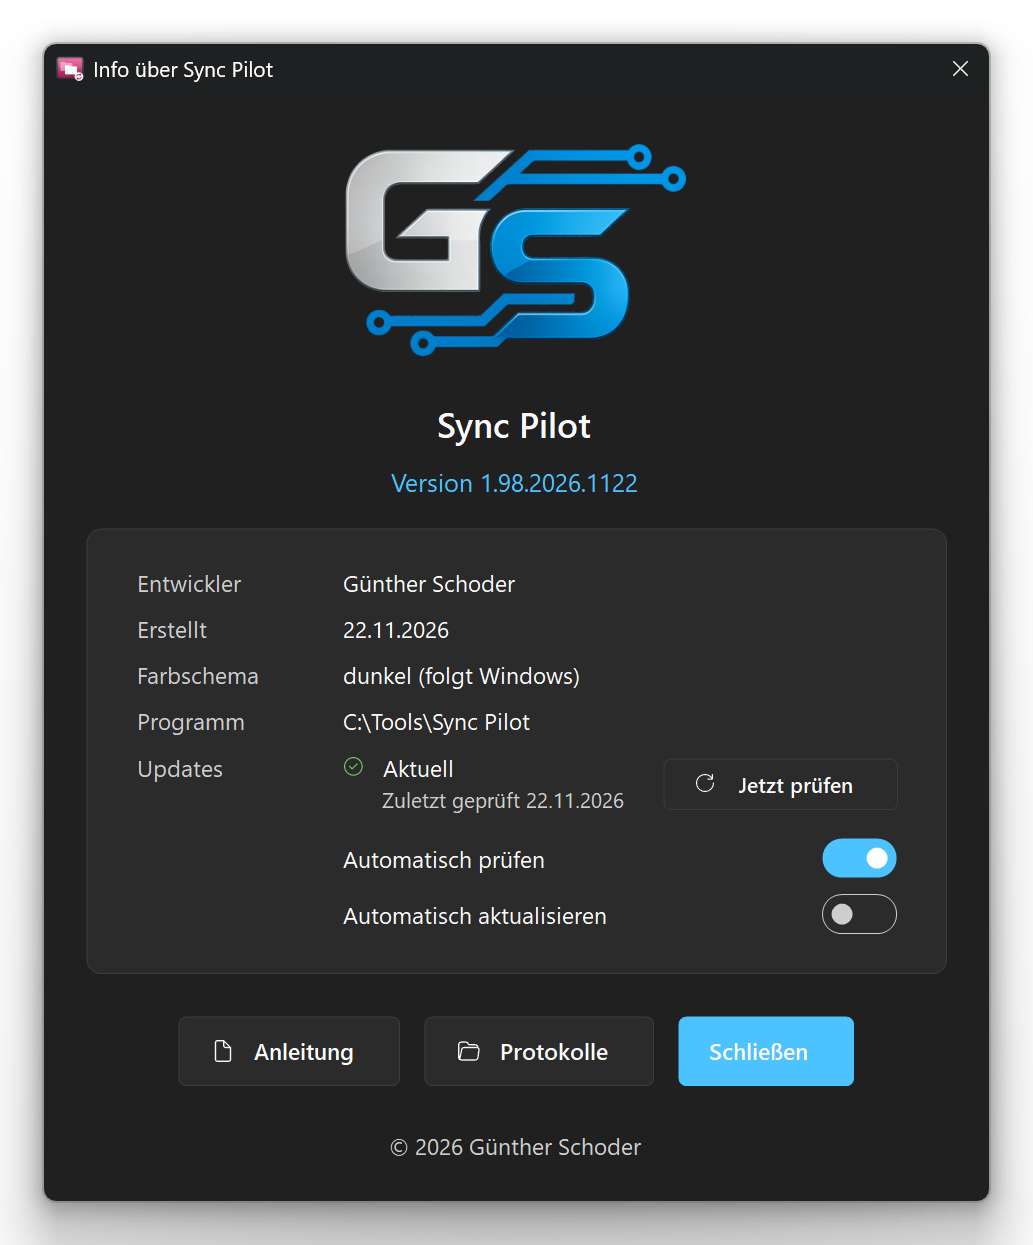 Info über Sync Pilot
GS
Sync Pilot
Version 1.98.2026.1122
Entwickler Günther Schoder
Erstellt 22.11.2026
Farbschema dunkel (folgt Windows)
Programm C:\Tools\Sync Pilot
Updates Aktuell
Zuletzt geprüft 22.11.2026
Jetzt prüfen
Automatisch prüfen
Automatisch aktualisieren
Anleitung Protokolle Schließen
© 2026 Günther Schoder